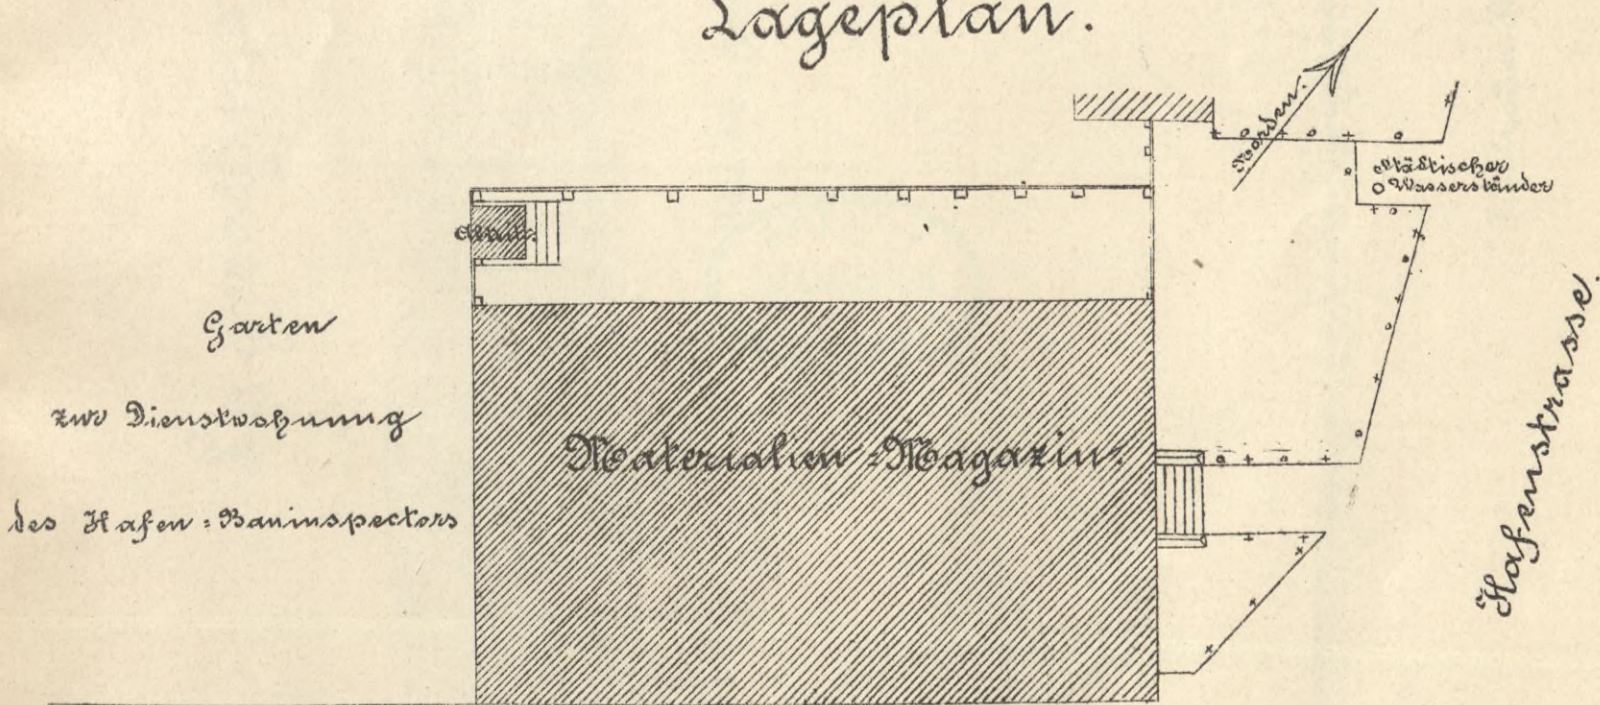 Lageplan.
Norden.
Städtischer
Wasserständer
Garten
zur Dienstwohnung
des Hafen=Bauinspectors
Materialien=Magazin.
Hafenstrasse.